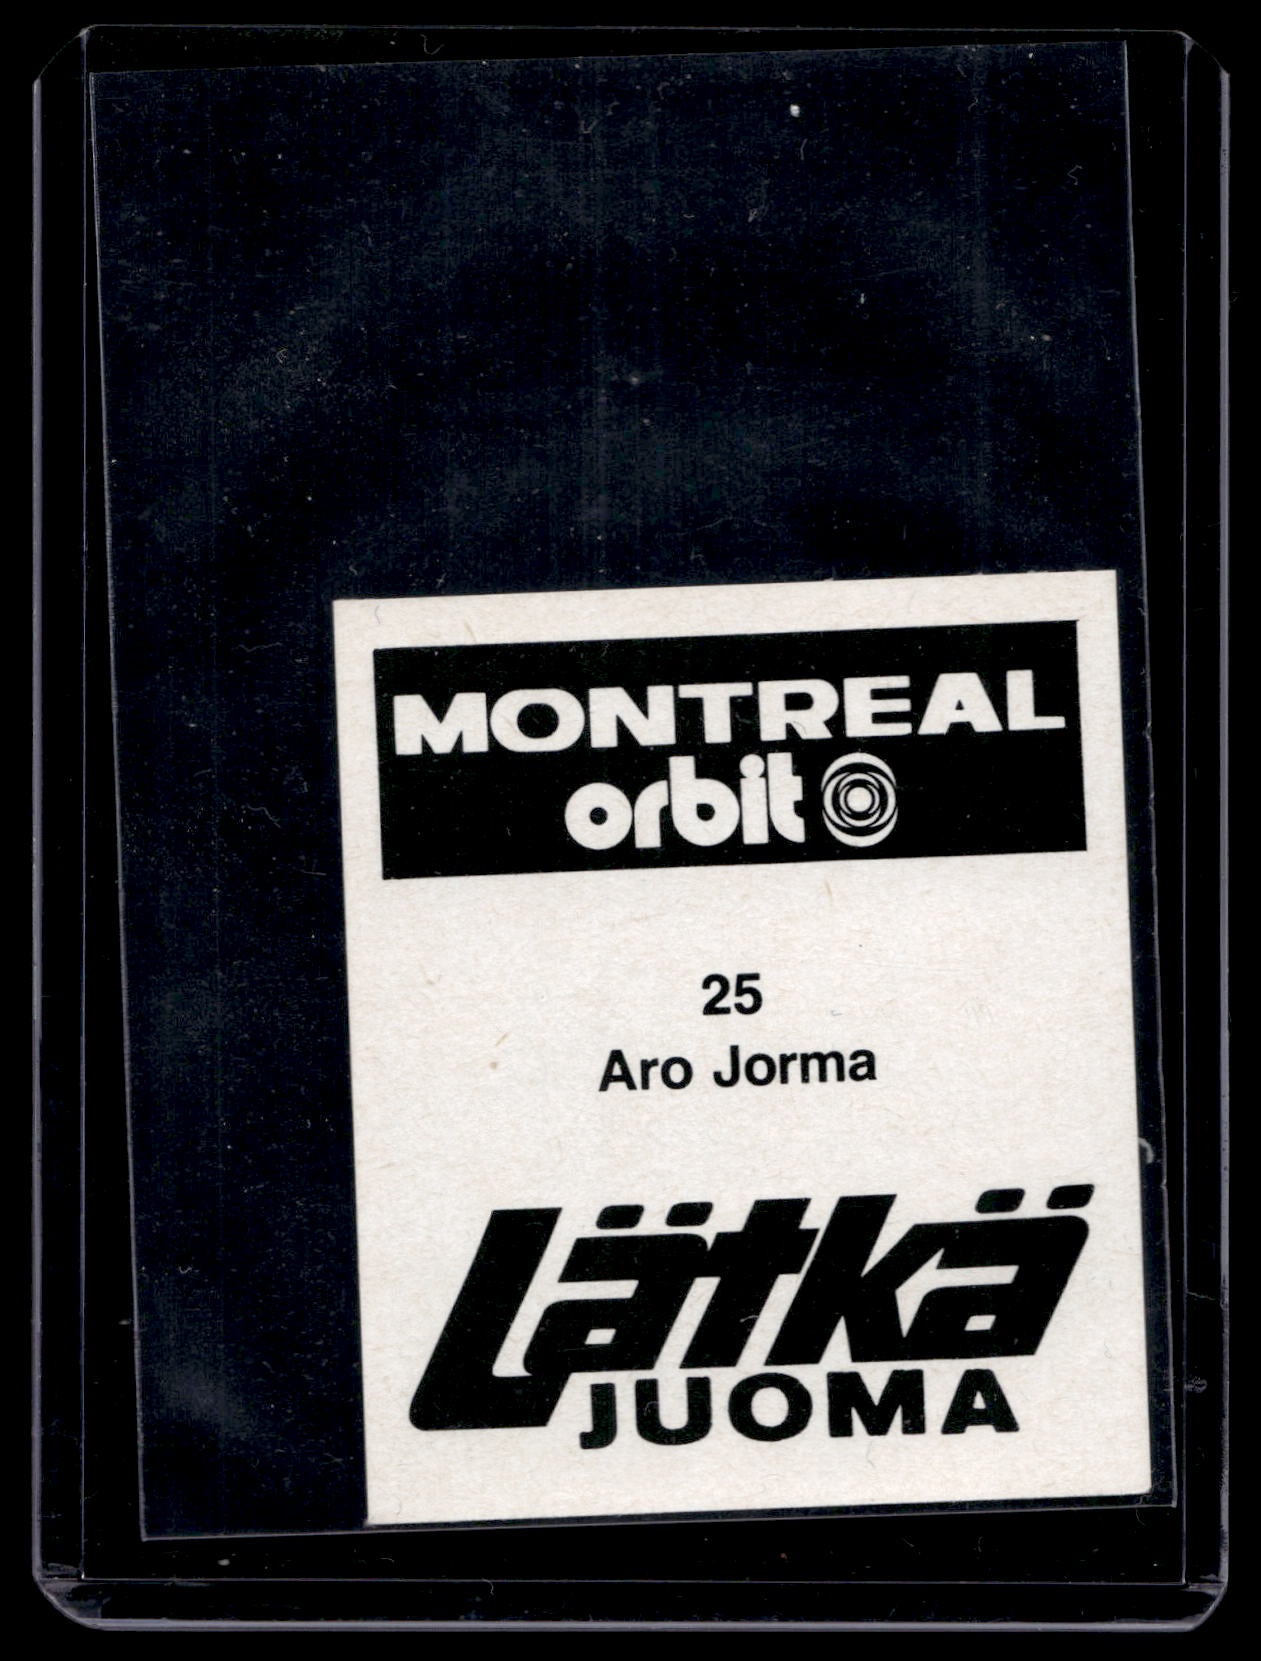 MONTREAL
orbit
25
Aro Jorma
Lätkä
JUOMA